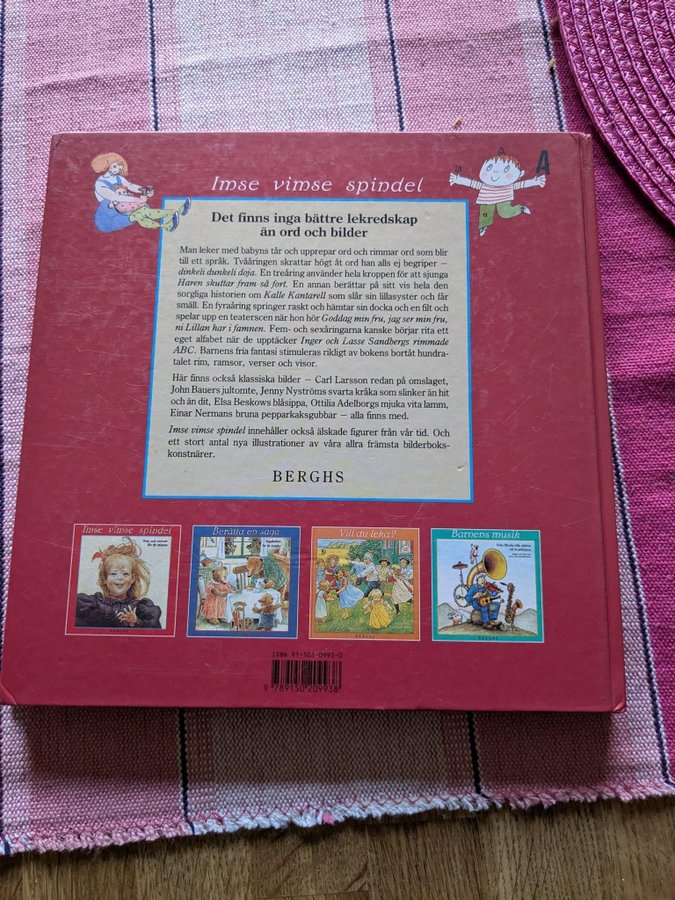 A
Imse vimse spindel
Det finns inga bättre lekredskap
än ord och bilder
Man leker med babyns tår och upprepar ord och rimmar ord som blir
till ett språk. Tvååringen skrattar högt åt ord han alls ej begriper –
dinkeli dunkeli doja. En treåring använder hela kroppen för att sjunga
Haren skuttar fram så fort. En annan berättar på sitt vis hela den
sorgliga historien om Kalle Kantarell som slår sin lillasyster och får
småll. En fyraåring springer raskt och hämtar sin docka och en filt och
spelar upp en teaterscen när hon hör Goddag min fru, jag ser min fru,
ni Lillan har i famnen. Fem- och sexåringarna kanske börjar rita ett
eget alfabet när de upptäcker Inger och Lasse Sandbergs rimmade
ABC. Barnens fria fantasi stimuleras rikligt av bokens bortåt hundra-
talet rim, ramsor, verser och visor.
Här finns också klassiska bilder – Carl Larsson redan på omslaget,
John Bauers jultomte, Jenny Nyströms svarta kråka som slinker än hit
och än dit, Elsa Beskows blåsippa, Ottilia Adelborgs mjuka vita lamm,
Einar Nermans bruna pepparkaksgubbar – alla finns med.
Imse vimse spindel innehåller också älskade figurer från vår tid. Och
ett stort antal nya illustrationer av våra allra främsta bilderboks-
konstnärer.
BERGHS
Imse vimse spindel
BERGHS
Berätta en saga
BERGHS
Vill du leka?
BERGHS
Barnens musik
BERGHS
ISBN 91-502-0993-0
9 789150 209938